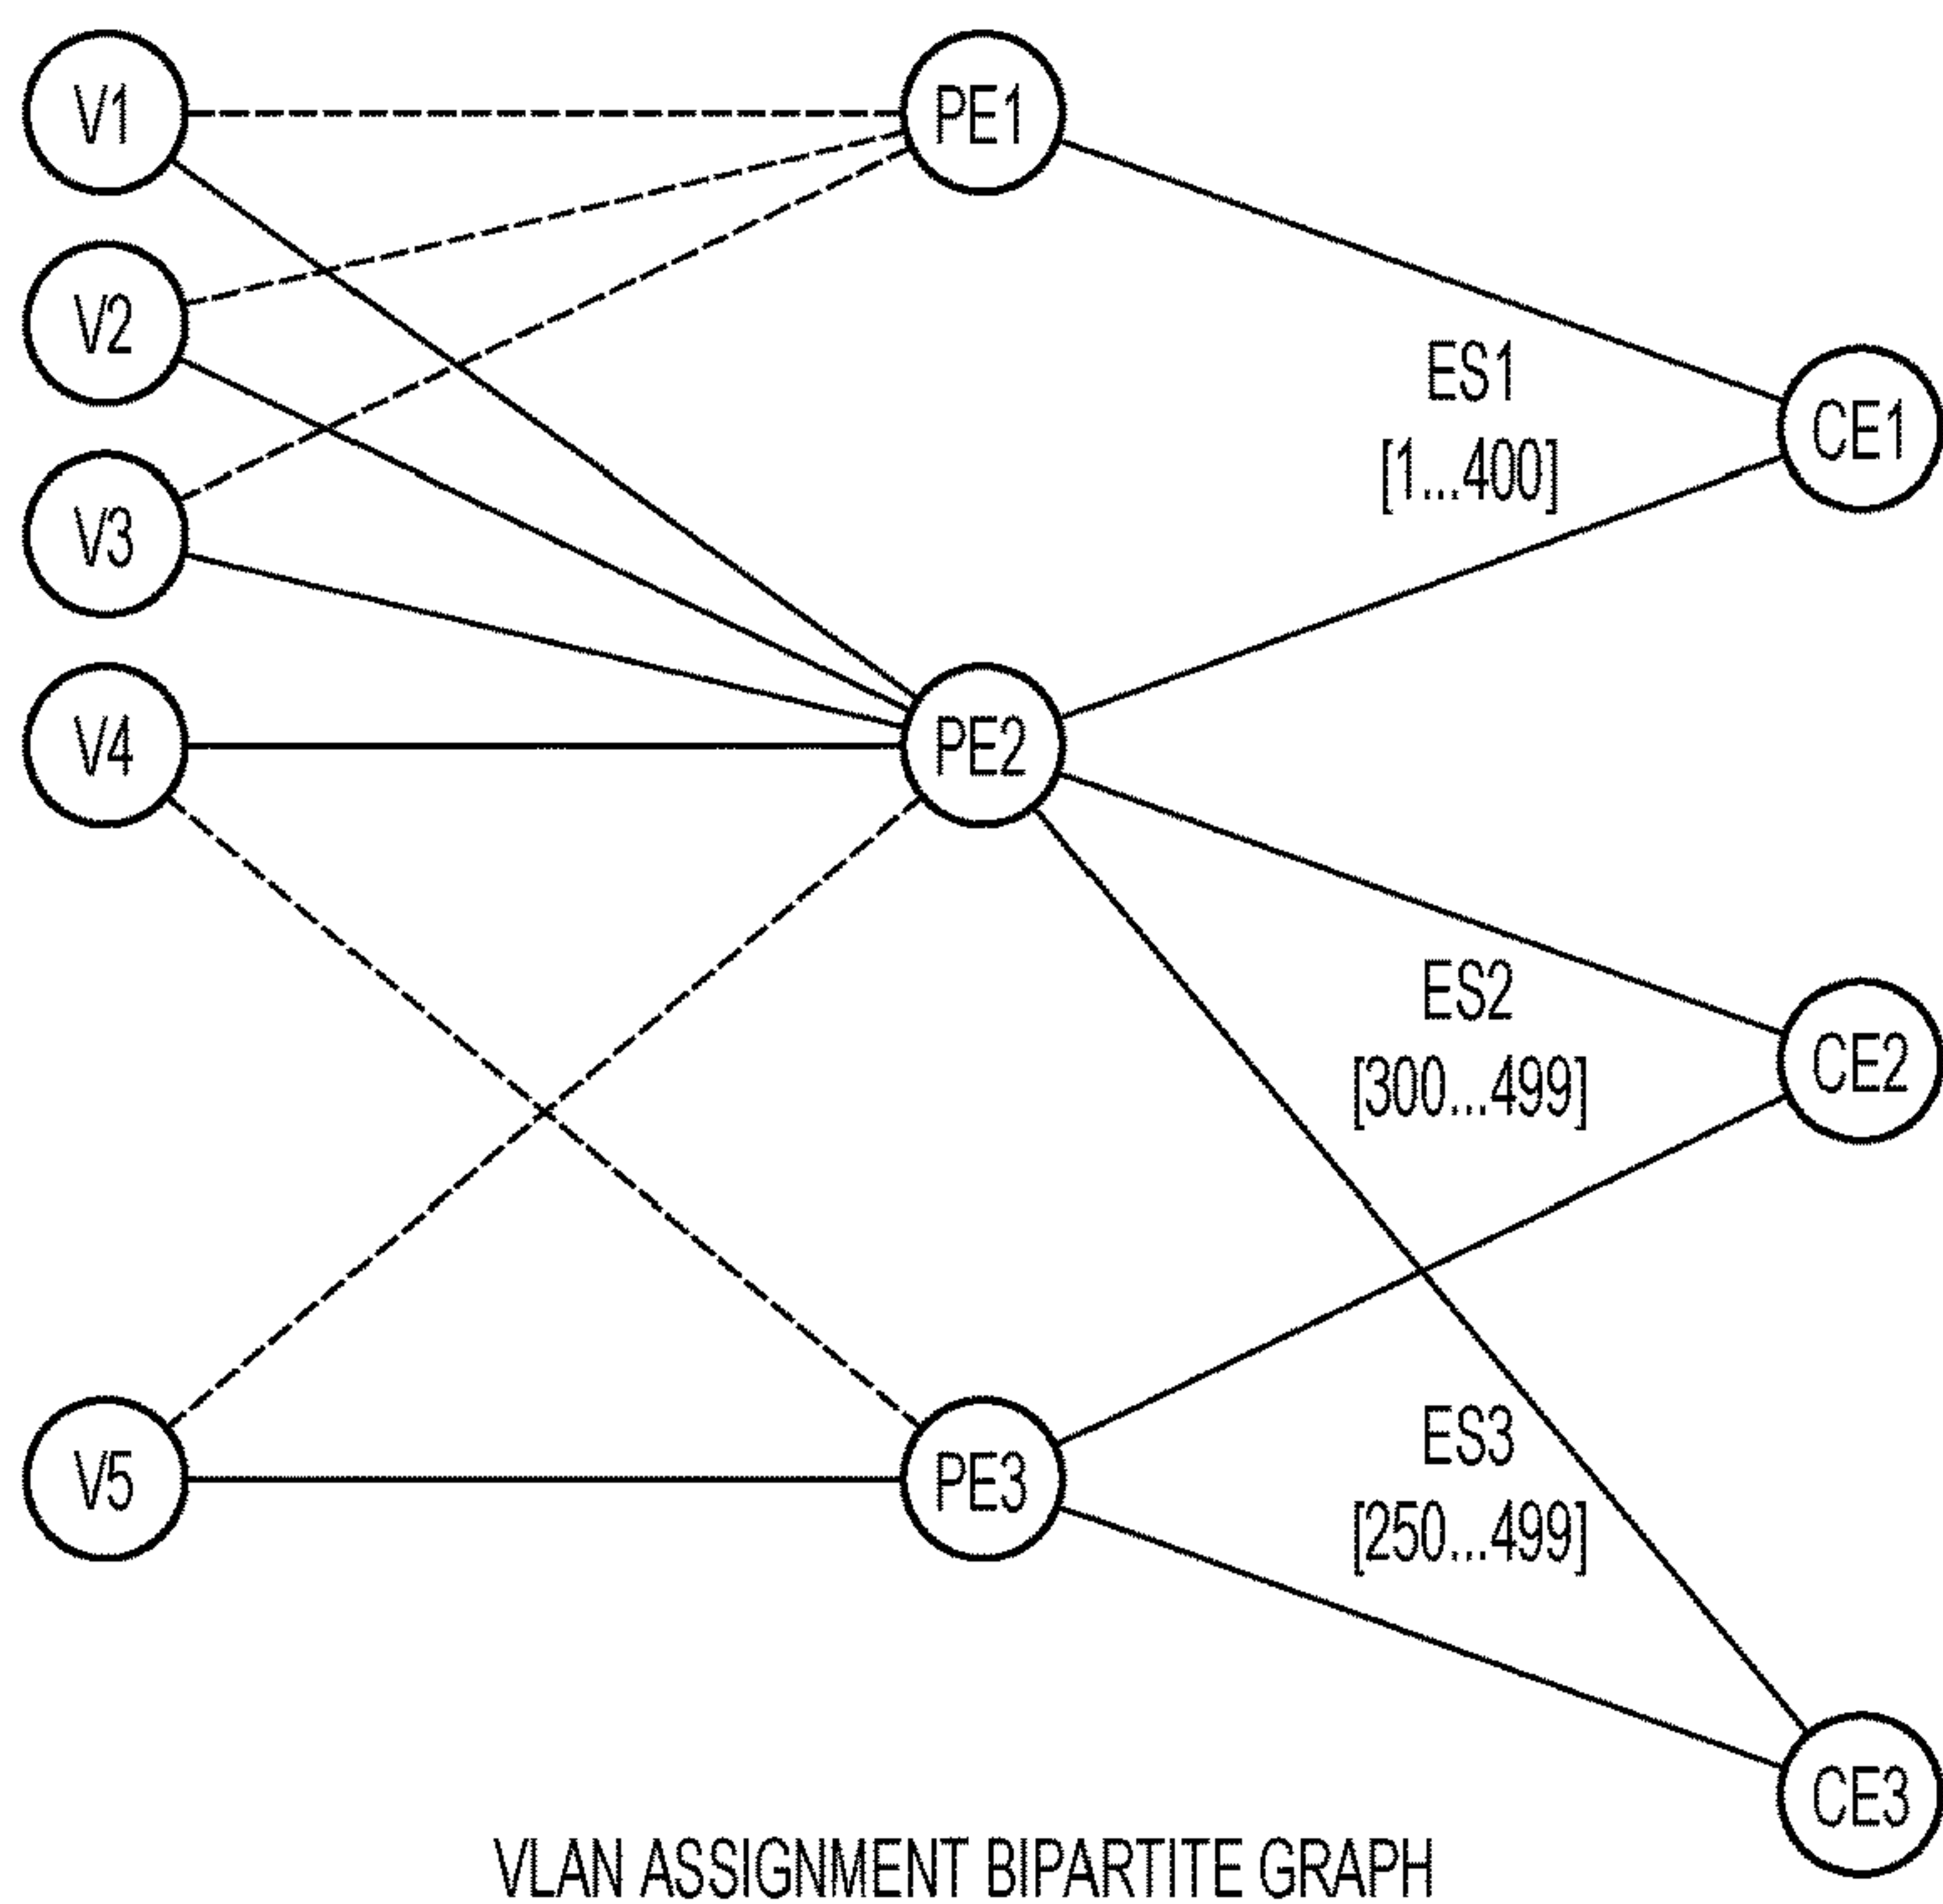 V1
PE1
V2
ES1
[1...400]
CE1
V3
V4
PE2
ES2
[300...499]
CE2
ES3
[250...499]
V5
PE3
CE3
VLAN ASSIGNMENT BIPARTITE GRAPH